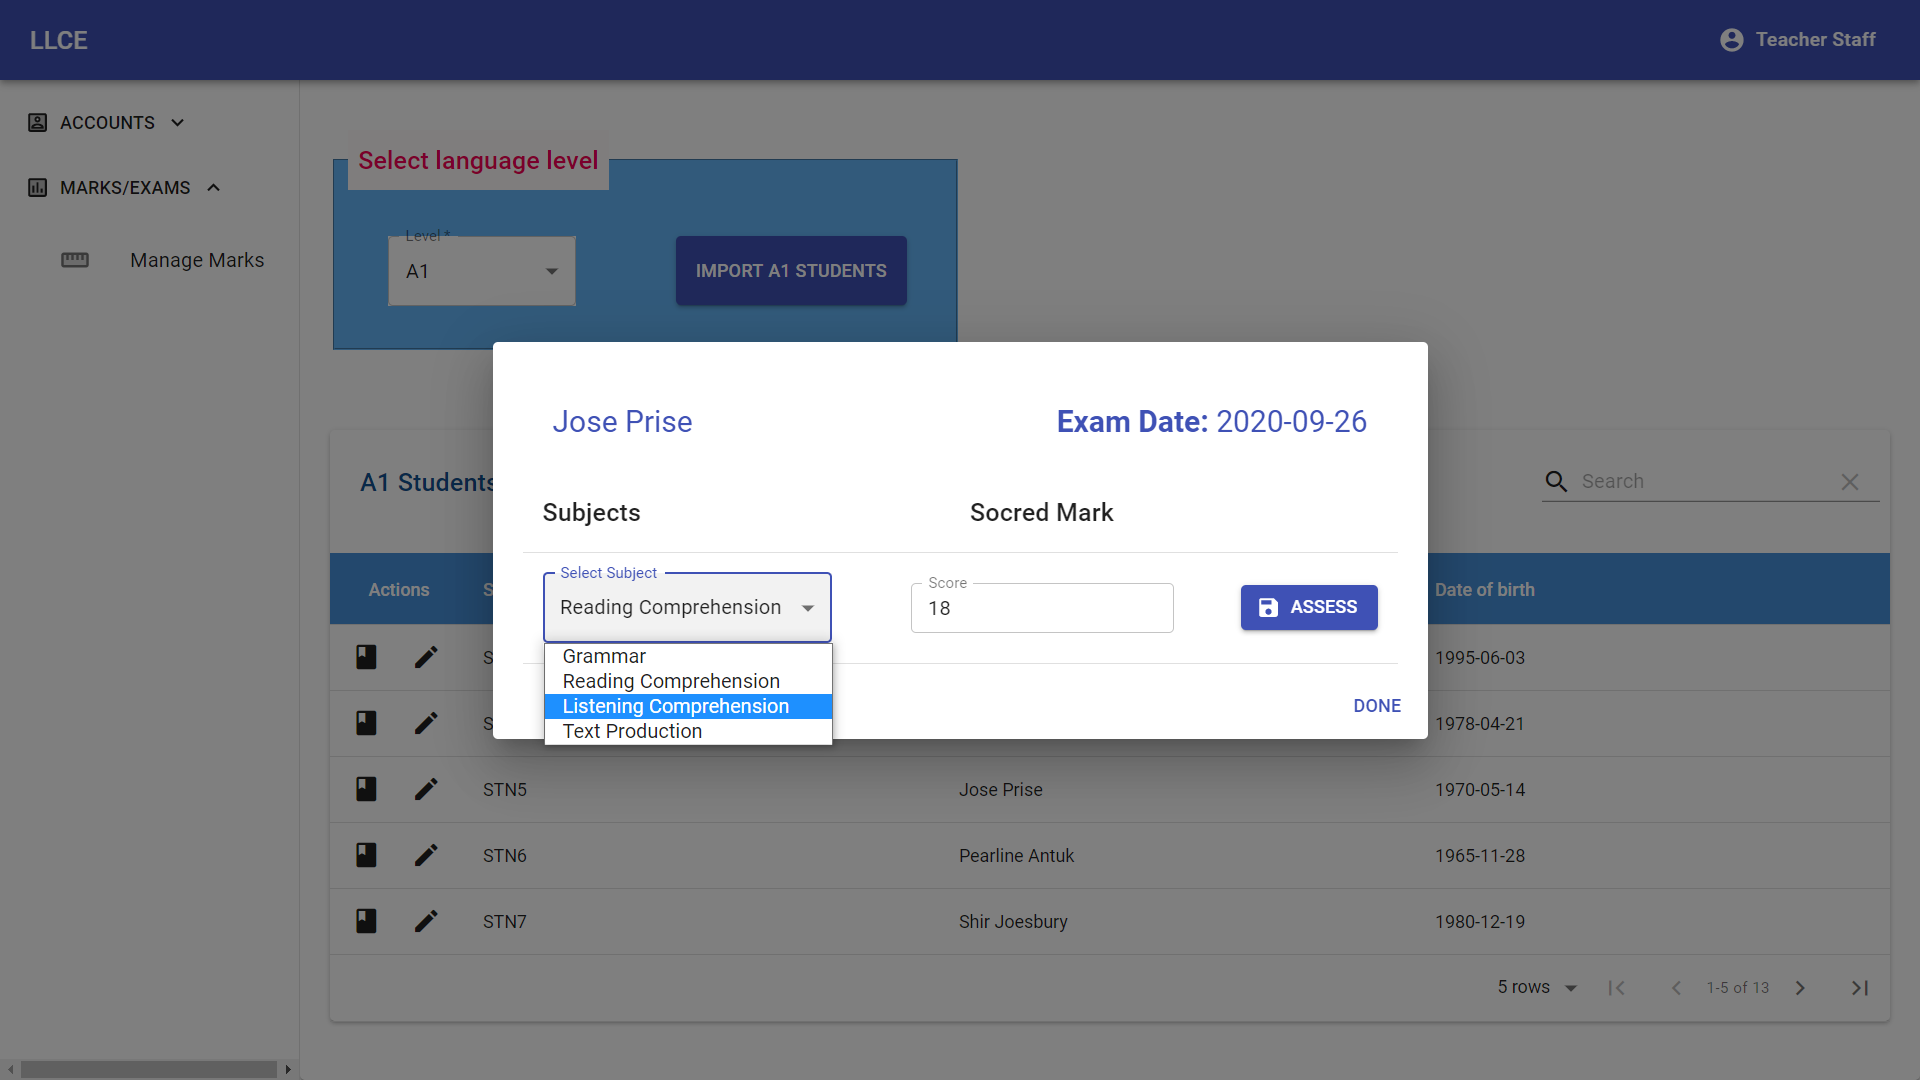 LLCE
Teacher Staff
ACCOUNTS
MARKS/EXAMS
Manage Marks
Select language level
Level *
A1
IMPORT A1 STUDENTS
Jose Prise
Exam Date: 2020-09-26
Subjects
Socred Mark
Select Subject
Reading Comprehension
Score
18
ASSESS
Grammar
Reading Comprehension
Listening Comprehension
Text Production
DONE
A1 Students
Search
Actions
S
Date of birth
S
1995-06-03
S
1978-04-21
STN5
Jose Prise
1970-05-14
STN6
Pearline Antuk
1965-11-28
STN7
Shir Joesbury
1980-12-19
5 rows
1-5 of 13